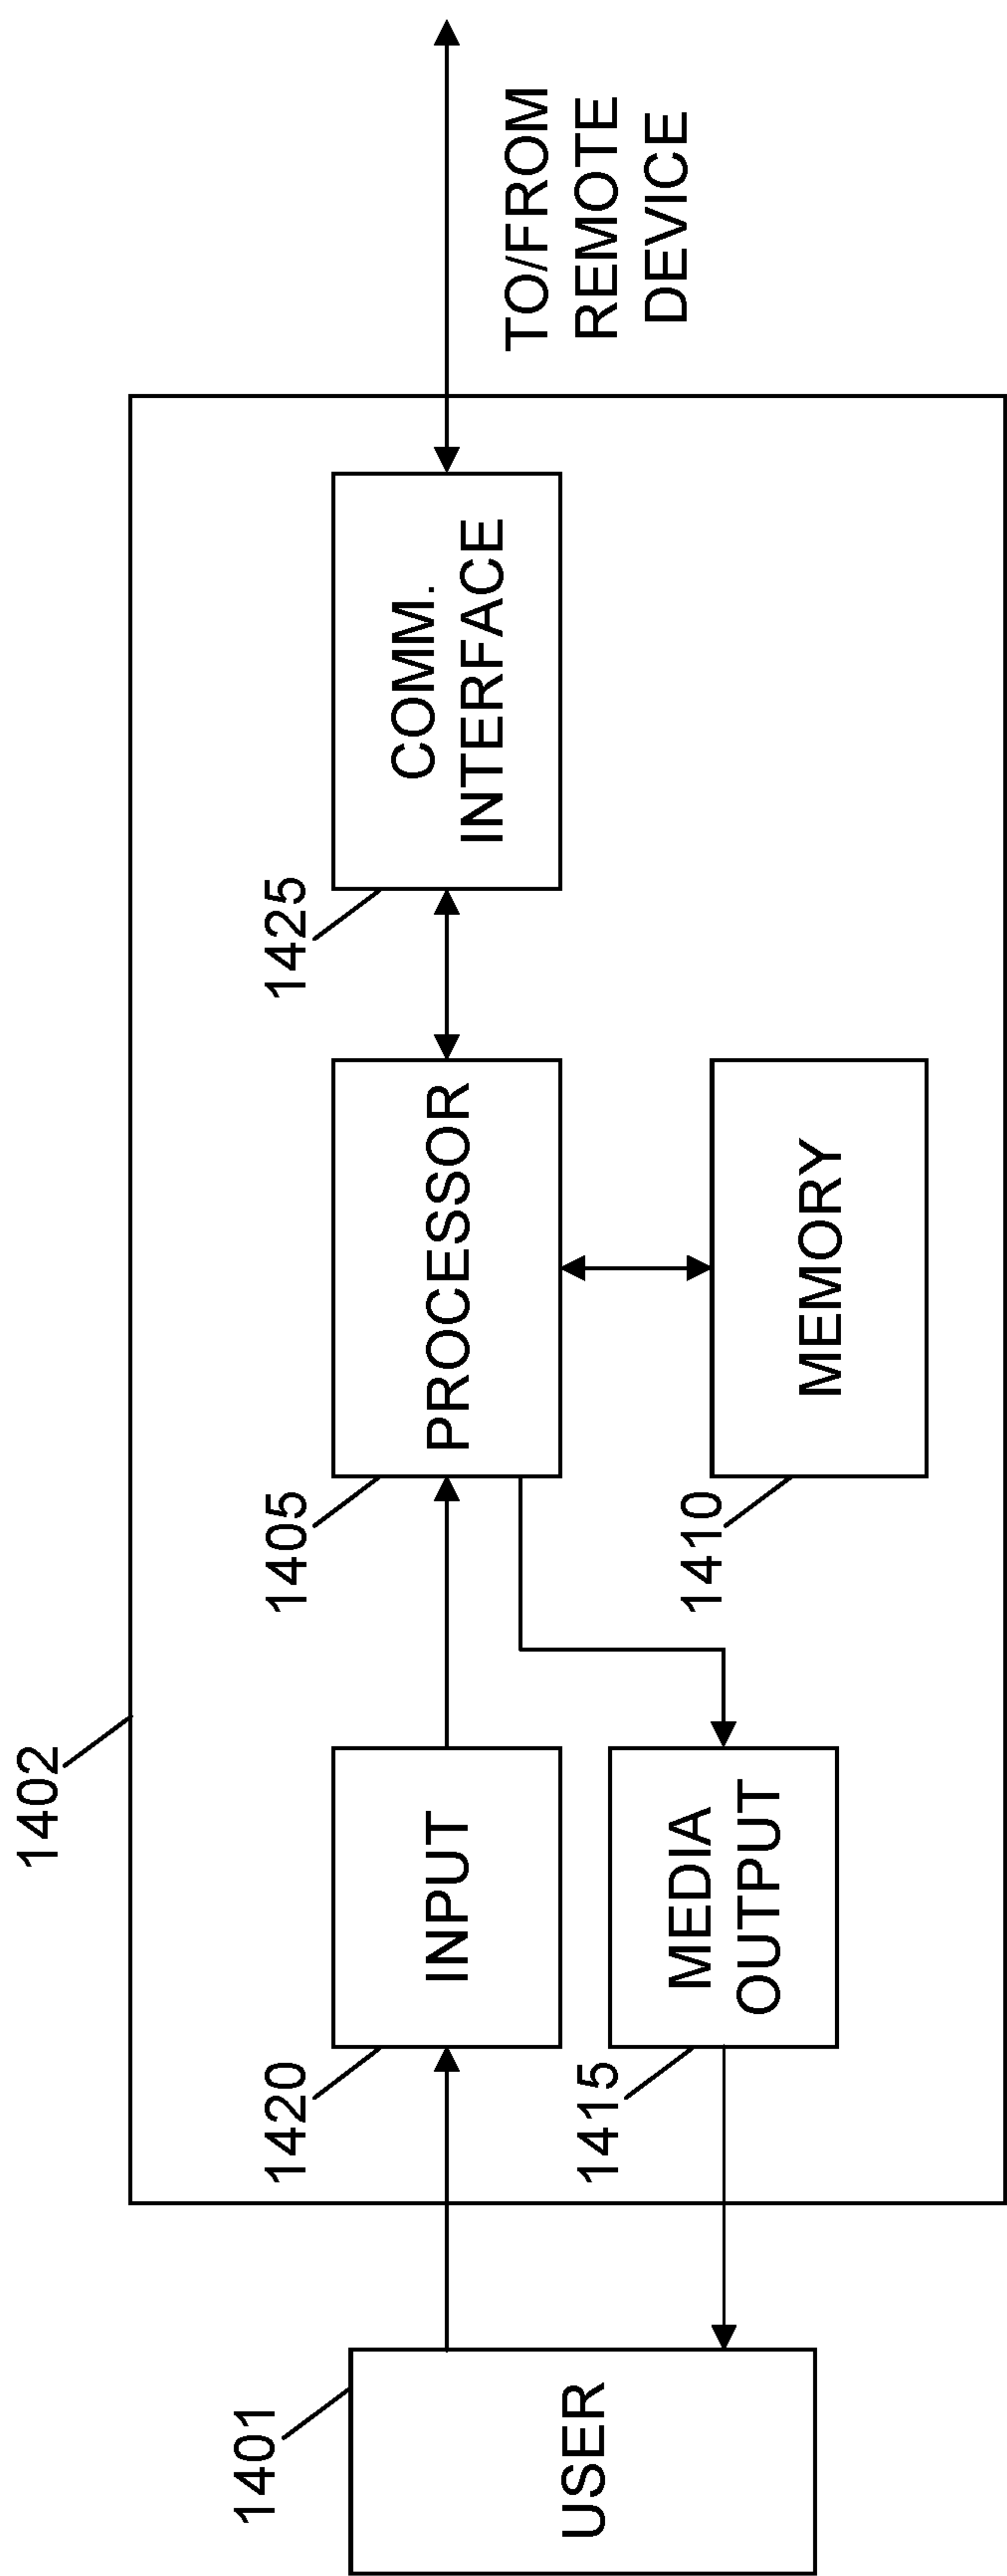 1402
1401
USER
1420
INPUT
1415
MEDIA
OUTPUT
1405
PROCESSOR
1410
MEMORY
1425
COMM.
INTERFACE
TO/FROM
REMOTE
DEVICE